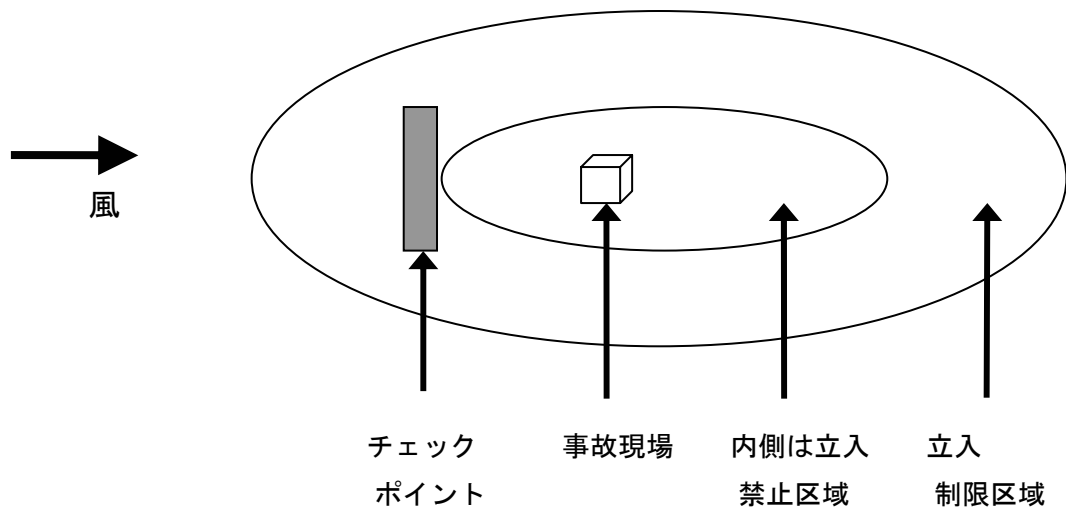 風
チェック
ポイント
事故現場
内側は立入
禁止区域
立入
制限区域